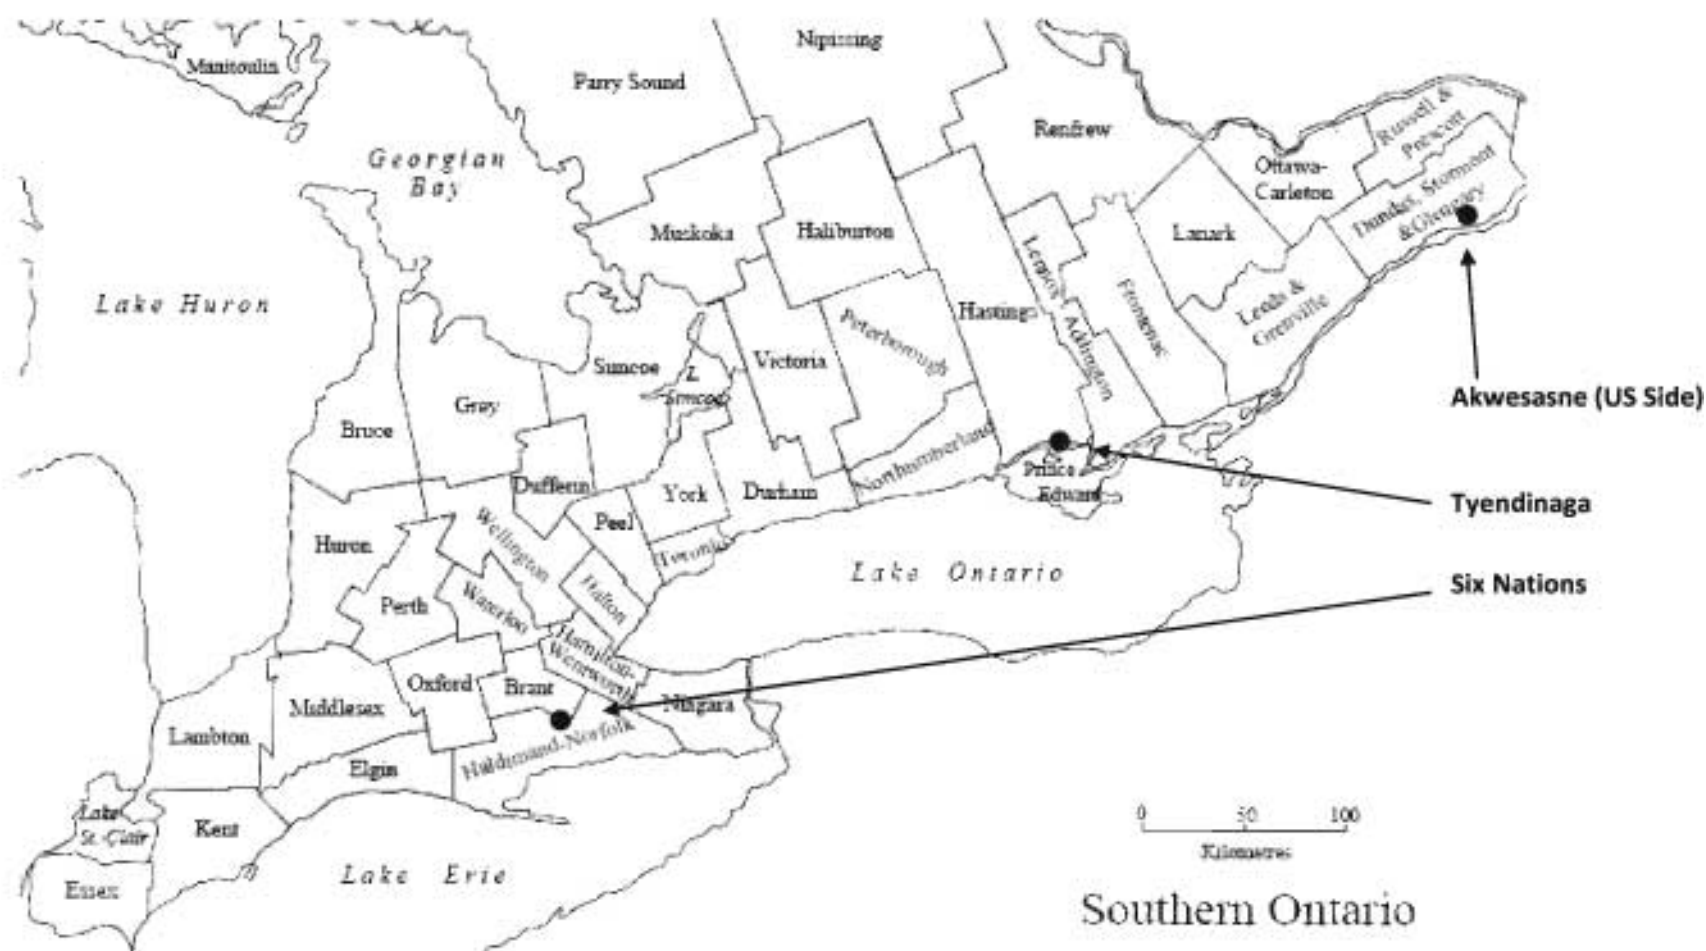 Nipissing
Manitoulin
Parry Sound
Georgian
Bay
Renfrew
Russell &
Prescott
Ottawa-
Carleton
Dundas, Stormont
&Glengary
Muskoka
Haliburton
Lanark
Lennox
Addington
Frontenac
Leeds &
Grenville
Lake Huron
Hastings
Peterborough
Victoria
Simcoe
L.
Simcoe
Grey
Bruce
Akwesasne (US Side)
Northumberland
Prince
Edward
Dufferin
York
Durham
Peel
Tyendinaga
Huron
Wellington
Toronto
Lake Ontario
Six Nations
Perth
Waterloo
Halton
Hamilton-
Wentworth
Oxford
Brant
Niagara
Middlesex
Lambton
Haldimand-Norfolk
Elgin
Lake
St. Clair
Kent
0 50 100
Kilometres
Lake Erie
Essex
Southern Ontario